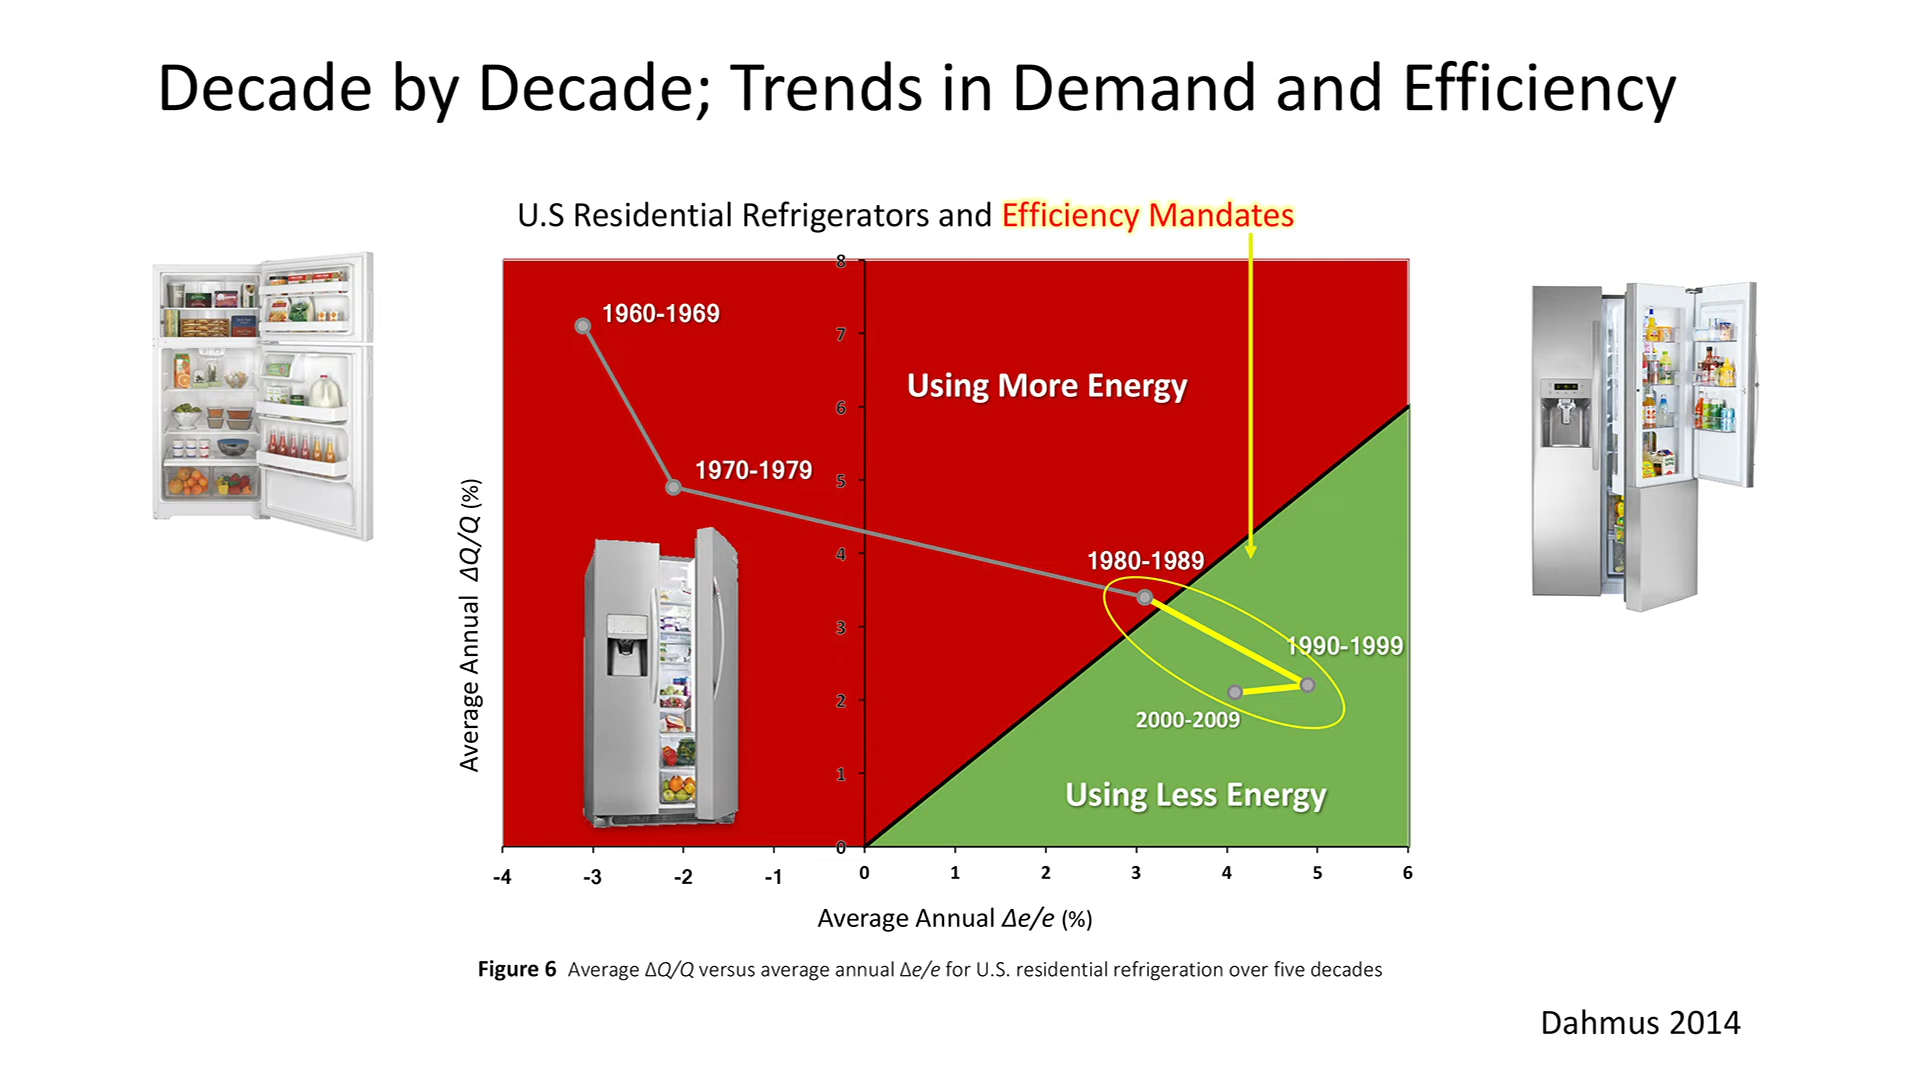 Decade by Decade; Trends in Demand and Efficiency
U.S Residential Refrigerators and Efficiency Mandates
8
1960-1969
7
Using More Energy
6
1970-1979
5
Average Annual ΔQ/Q (%)
4
1980-1989
3
1990-1999
2
2000-2009
1
Using Less Energy
0
-4 -3 -2 -1 0 1 2 3 4 5 6
Average Annual Δe/e (%)
Figure 6 Average ΔQ/Q versus average annual Δe/e for U.S. residential refrigeration over five decades
Dahmus 2014